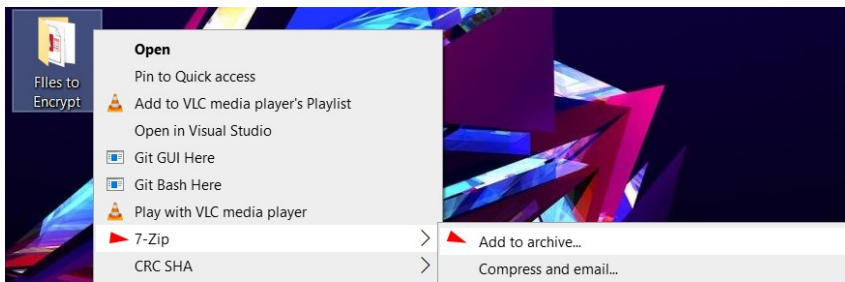 FIles to
Encrypt
Open
Pin to Quick access
Add to VLC media player's Playlist
Open in Visual Studio
Git GUI Here
Git Bash Here
Play with VLC media player
7-Zip
CRC SHA
Add to archive...
Compress and email...